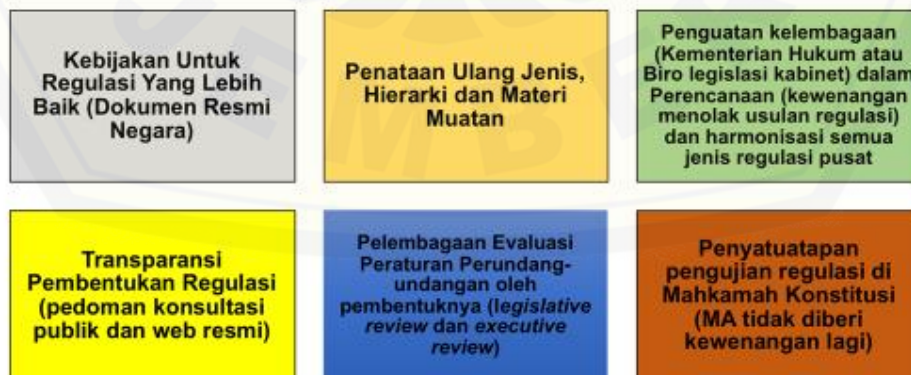 Kebijakan Untuk
Regulasi Yang Lebih
Baik (Dokumen Resmi
Negara)
Penataan Ulang Jenis,
Hierarki dan Materi
Muatan
Penguatan kelembagaan
(Kementerian Hukum atau
Biro legislasi kabinet) dalam
Perencanaan (kewenangan
menolak usulan regulasi)
dan harmonisasi semua
jenis regulasi pusat
Transparansi
Pembentukan Regulasi
(pedoman konsultasi
publik dan web resmi)
Pelembagaan Evaluasi
Peraturan Perundang-
undangan oleh
pembentuknya (legislative
review dan executive
review)
Penyatuatapan
pengujian regulasi di
Mahkamah Konstitusi
(MA tidak diberi
kewenangan lagi)